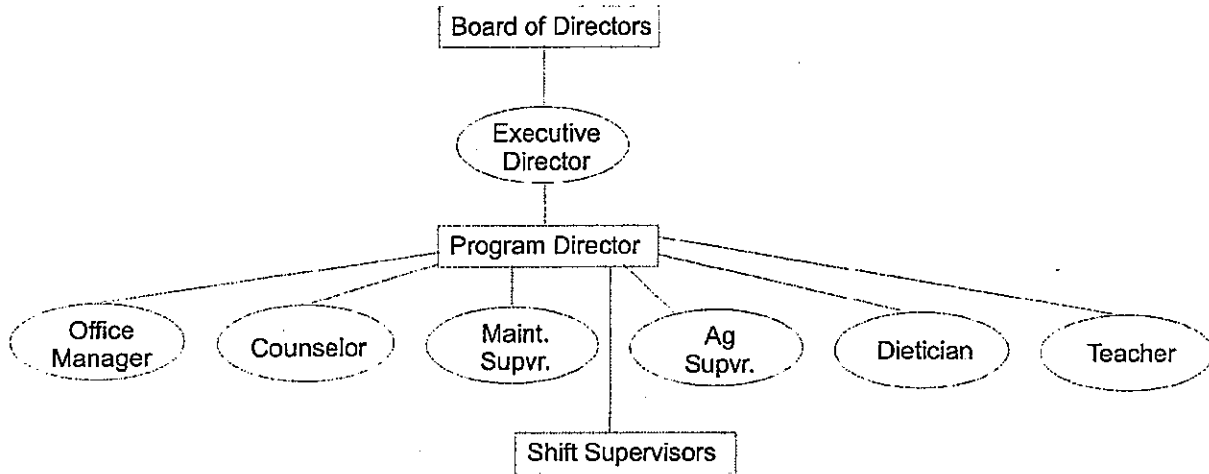 Board of Directors
Executive
Director
Program Director
Office
Manager
Counselor
Maint.
Supvr.
Ag
Supvr.
Dietician
Teacher
Shift Supervisors